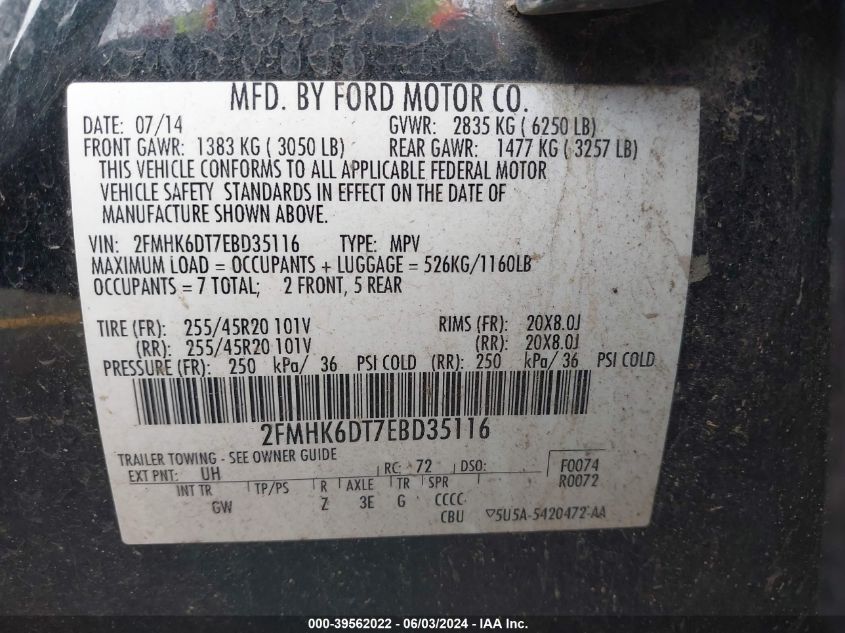 MFD. BY FORD MOTOR CO.
DATE: 07/14 GVWR: 2835 KG ( 6250 LB)
FRONT GAWR: 1383 KG ( 3050 LB) REAR GAWR: 1477 KG ( 3257 LB)
THIS VEHICLE CONFORMS TO ALL APPLICABLE FEDERAL MOTOR
VEHICLE SAFETY STANDARDS IN EFFECT ON THE DATE OF
MANUFACTURE SHOWN ABOVE.
VIN: 2FMHK6DT7EBD35116 TYPE: MPV
MAXIMUM LOAD = OCCUPANTS + LUGGAGE = 526KG/1160LB
OCCUPANTS = 7 TOTAL; 2 FRONT, 5 REAR
TIRE (FR): 255/45R20 101V RIMS (FR): 20X8.0J
(RR): 255/45R20 101V (RR): 20X8.0J
PRESSURE (FR): 250 kPa/ 36 PSI COLD (RR): 250 kPa/ 36 PSI COLD
2FMHK6DT7EBD35116
TRAILER TOWING - SEE OWNER GUIDE
EXT PNT: UH RC: 72 DSO: F0074
R0072
INT TR TP/PS R AXLE TR SPR
GW Z 3E G CCCC
CBU ▽5U5A-5420472-AA
000-39562022 - 06/03/2024 - IAA Inc.